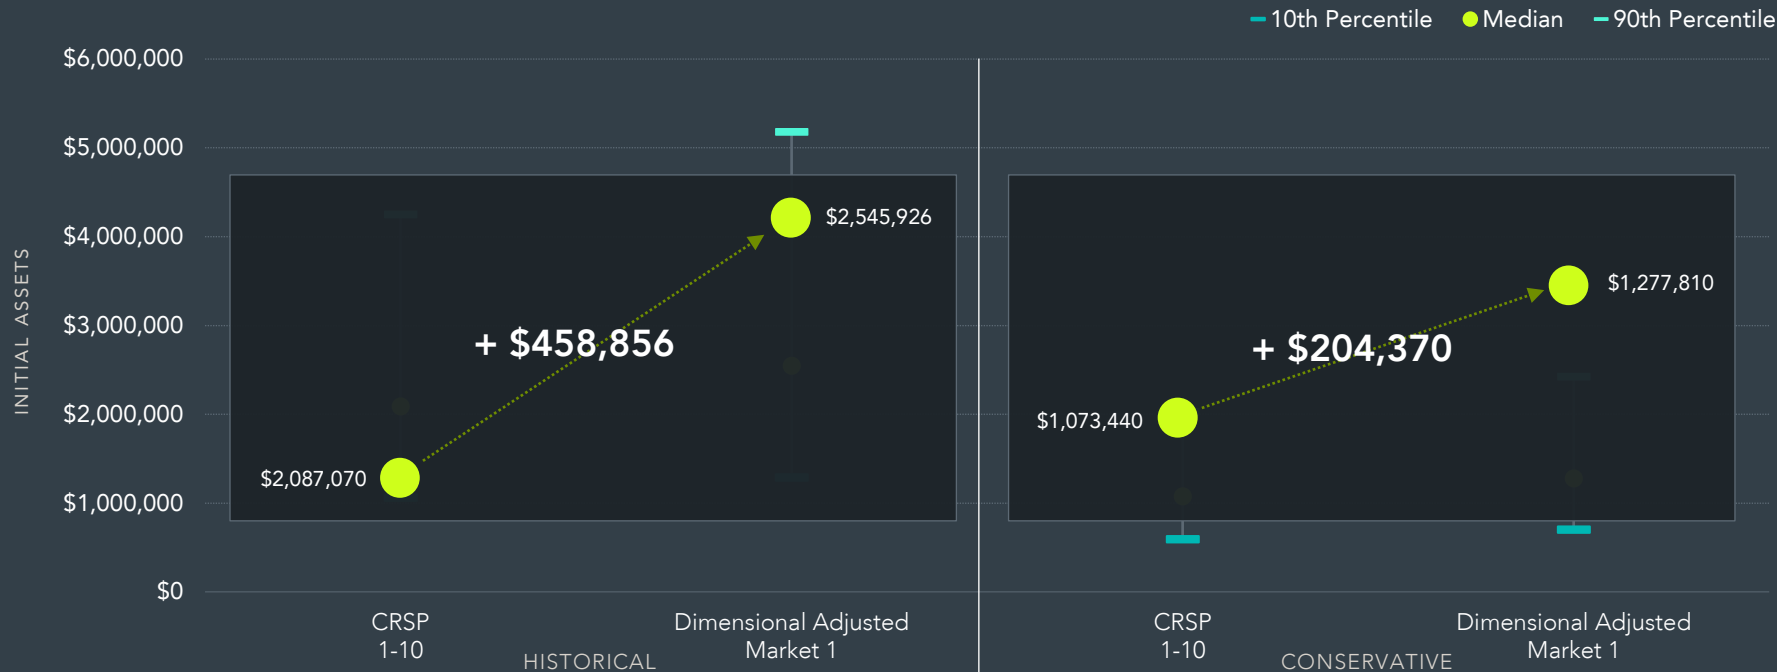 10th Percentile Median 90th Percentile
$6,000,000
$5,000,000
$4,000,000
$3,000,000
$2,000,000
$1,000,000
$0
INITIAL ASSETS
$2,545,926
+ $458,856
$2,087,070
$1,277,810
+ $204,370
$1,073,440
CRSP
1-10
Dimensional Adjusted
Market 1
HISTORICAL
CRSP
1-10
Dimensional Adjusted
Market 1
CONSERVATIVE